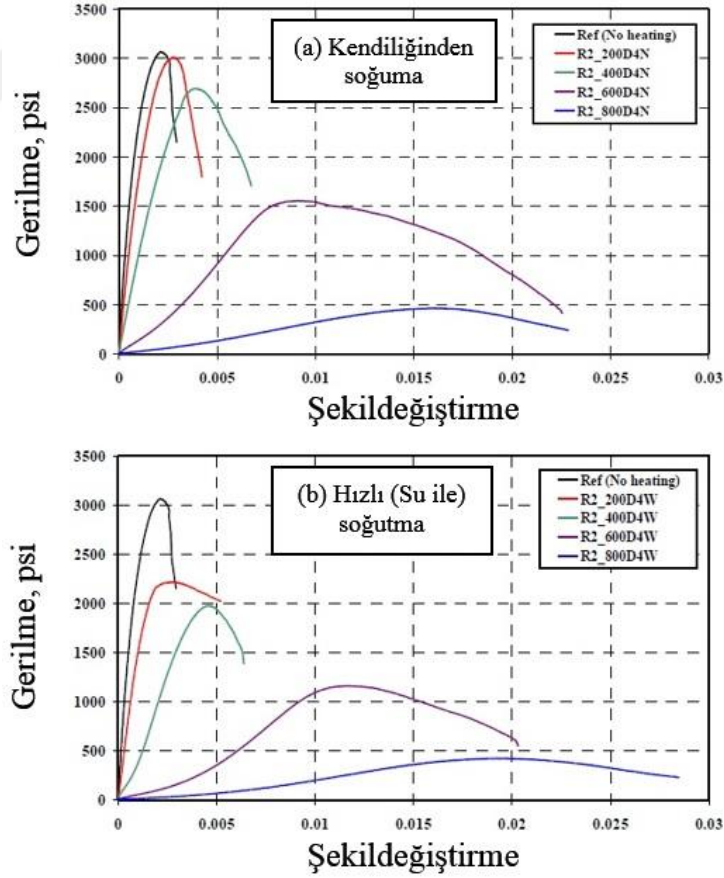 3500
3000
2500
2000
1500
1000
500
0
Gerilme, psi
(a) Kendiliğinden
soğuma
Ref (No heating)
R2_200D4N
R2_400D4N
R2_600D4N
R2_800D4N
0 0.005 0.01 0.015 0.02 0.025 0.03
Şekildeğiştirme
3500
3000
2500
2000
1500
1000
500
0
Gerilme, psi
(b) Hızlı (Su ile)
soğutma
Ref (No heating)
R2_200D4W
R2_400D4W
R2_600D4W
R2_800D4W
0 0.005 0.01 0.015 0.02 0.025 0.03
Şekildeğiştirme